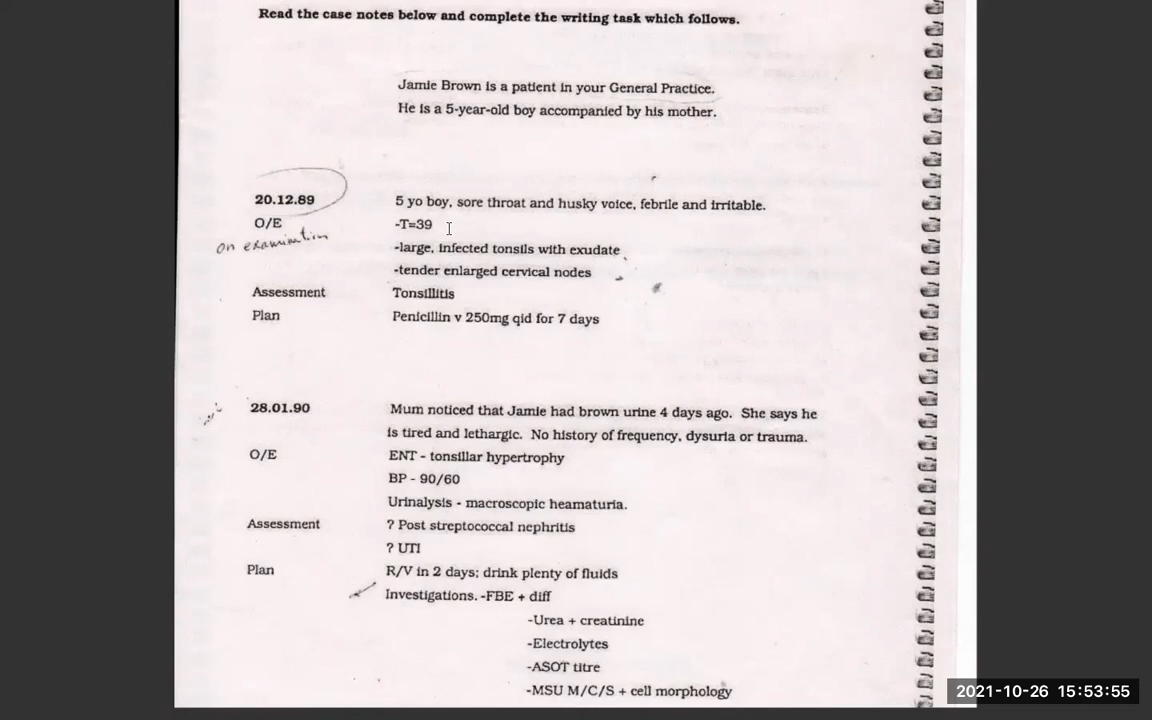 Read the case notes below and complete the writing task which follows.
Jamie Brown is a patient in your General Practice.
He is a 5-year-old boy accompanied by his mother.
20.12.89 5 yo boy, sore throat and husky voice, febrile and irritable.
O/E -T=39
on examination
-large, infected tonsils with exudate
-tender enlarged cervical nodes
Assessment Tonsillitis
Plan Penicillin v 250mg qid for 7 days
28.01.90 Mum noticed that Jamie had brown urine 4 days ago. She says he
is tired and lethargic. No history of frequency, dysuria or trauma.
O/E ENT - tonsillar hypertrophy
BP - 90/60
Urinalysis - macroscopic heamaturia.
Assessment ? Post streptococcal nephritis
? UTI
Plan R/V in 2 days; drink plenty of fluids
Investigations. -FBE + diff
-Urea + creatinine
-Electrolytes
-ASOT titre
-MSU M/C/S + cell morphology
2021-10-26 15:53:55